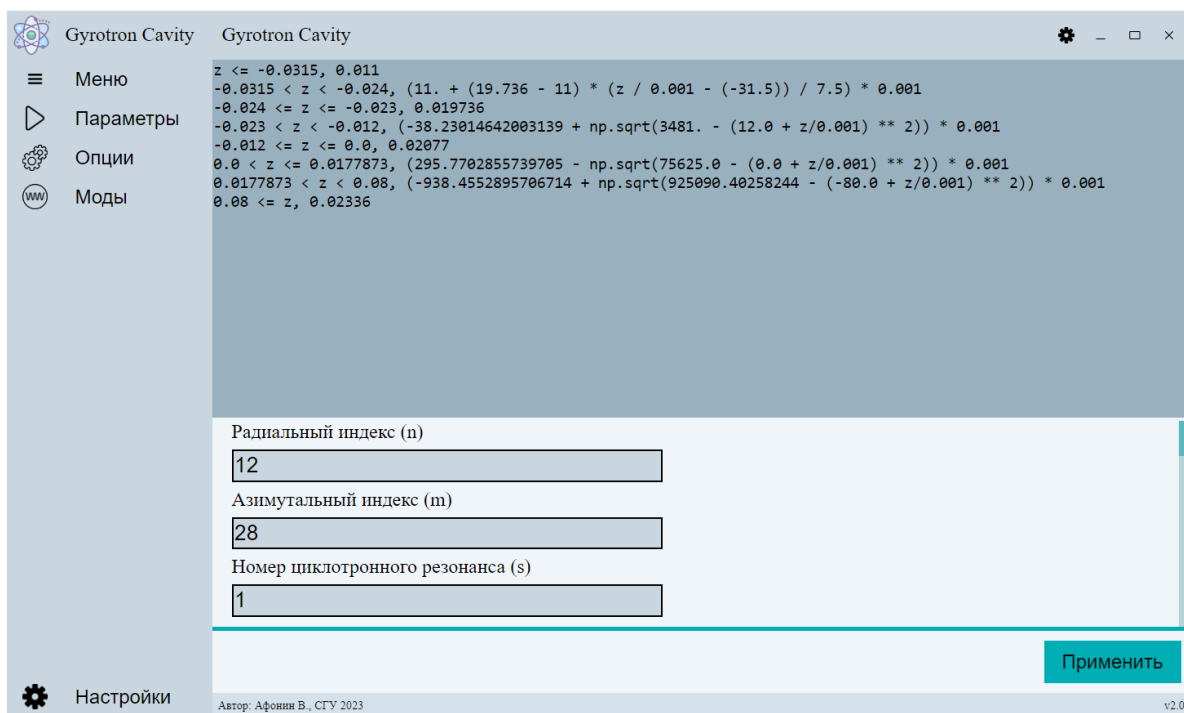 Gyrotron Cavity
Gyrotron Cavity
Меню
Параметры
Опции
Моды
z <= -0.0315, 0.011
-0.0315 < z < -0.024, (11. + (19.736 - 11) * (z / 0.001 - (-31.5)) / 7.5) * 0.001
-0.024 <= z <= -0.023, 0.019736
-0.023 < z < -0.012, (-38.23014642003139 + np.sqrt(3481. - (12.0 + z/0.001) ** 2)) * 0.001
-0.012 <= z <= 0.0, 0.02077
0.0 < z <= 0.0177873, (295.7702855739705 - np.sqrt(75625.0 - (0.0 + z/0.001) ** 2)) * 0.001
0.0177873 < z < 0.08, (-938.4552895706714 + np.sqrt(925090.40258244 - (-80.0 + z/0.001) ** 2)) * 0.001
0.08 <= z, 0.02336
Радиальный индекс (n)
12
Азимутальный индекс (m)
28
Номер циклотронного резонанса (s)
1
Применить
Настройки
Автор: Афонин В., СГУ 2023
v2.0